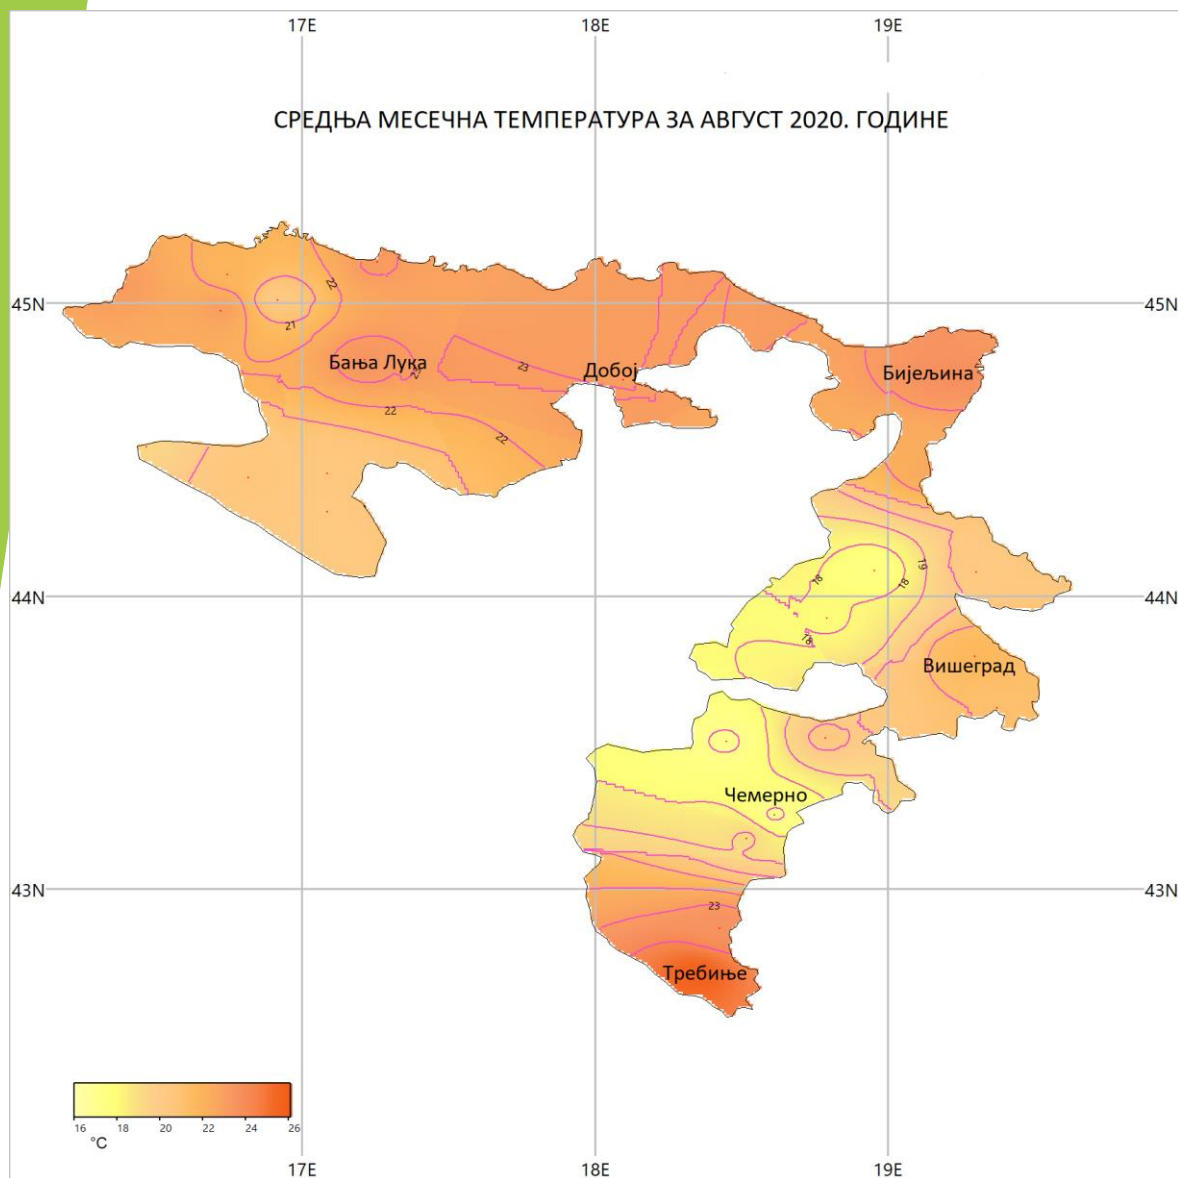 17E 18E 19E
СРЕДЊА МЕСЕЧНА ТЕМПЕРАТУРА ЗА АВГУСТ 2020. ГОДИНЕ
22
45N 45N
21
Бања Лука 23 23 Добој Бијељина
22
22
19
18 18
44N 44N
18
Вишеград
Чемерно
43N 43N
23
Требиње
16 18 20 22 24 26
°C
17E 18E 19E